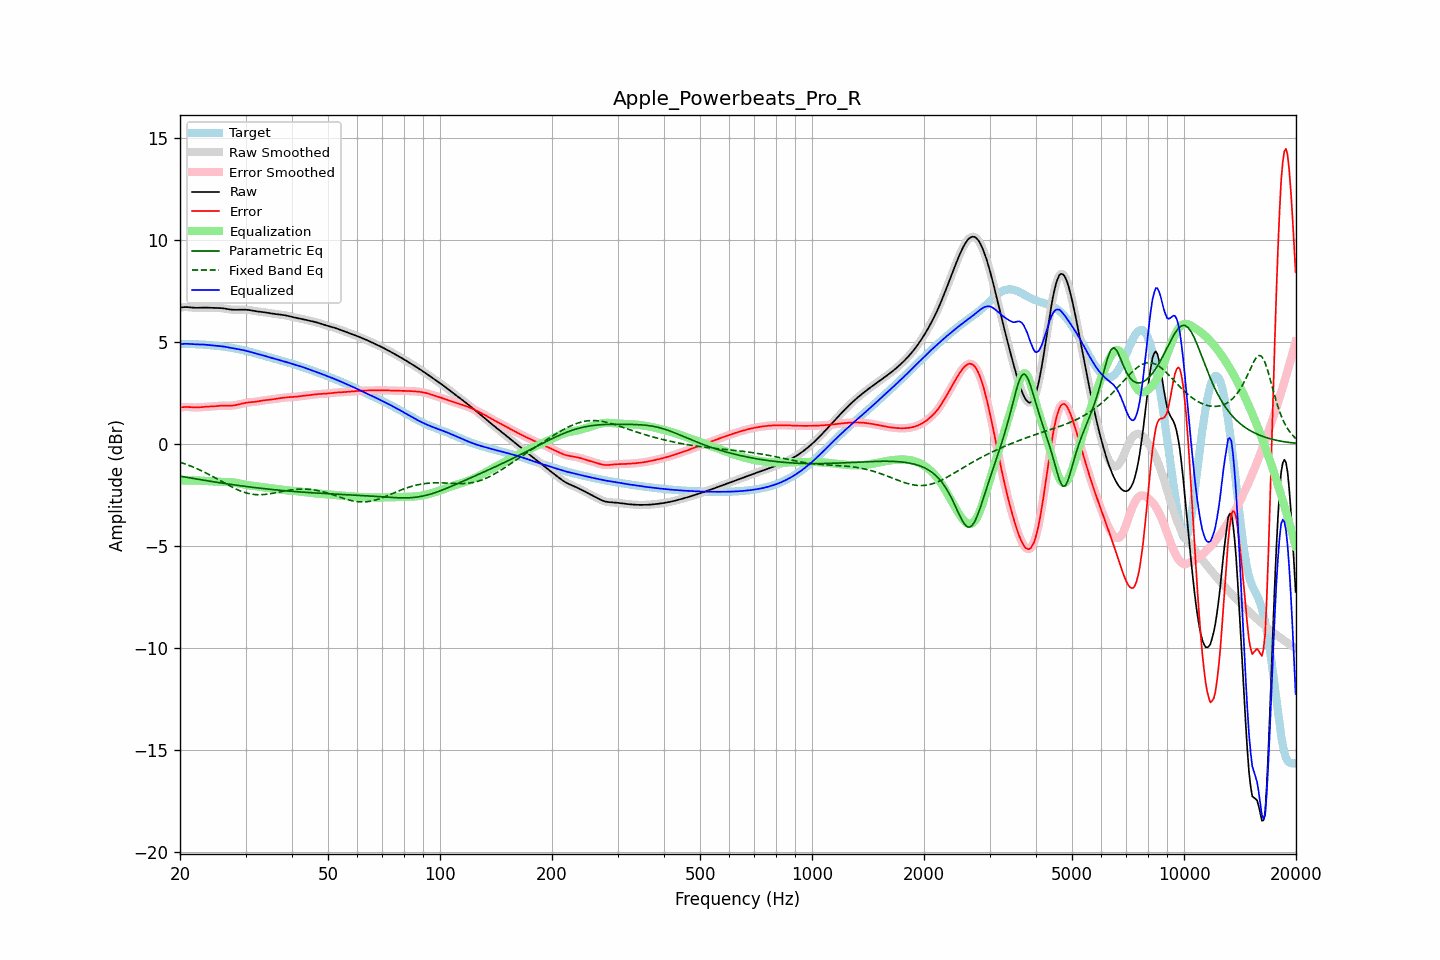 Apple_Powerbeats_Pro_R
Target
Raw Smoothed
Error Smoothed
Raw
Error
Equalization
Parametric Eq
Fixed Band Eq
Equalized
Amplitude (dBr)
15
10
5
0
−5
−10
−15
−20
20
50
100
200
500
1000
2000
5000
10000
20000
Frequency (Hz)